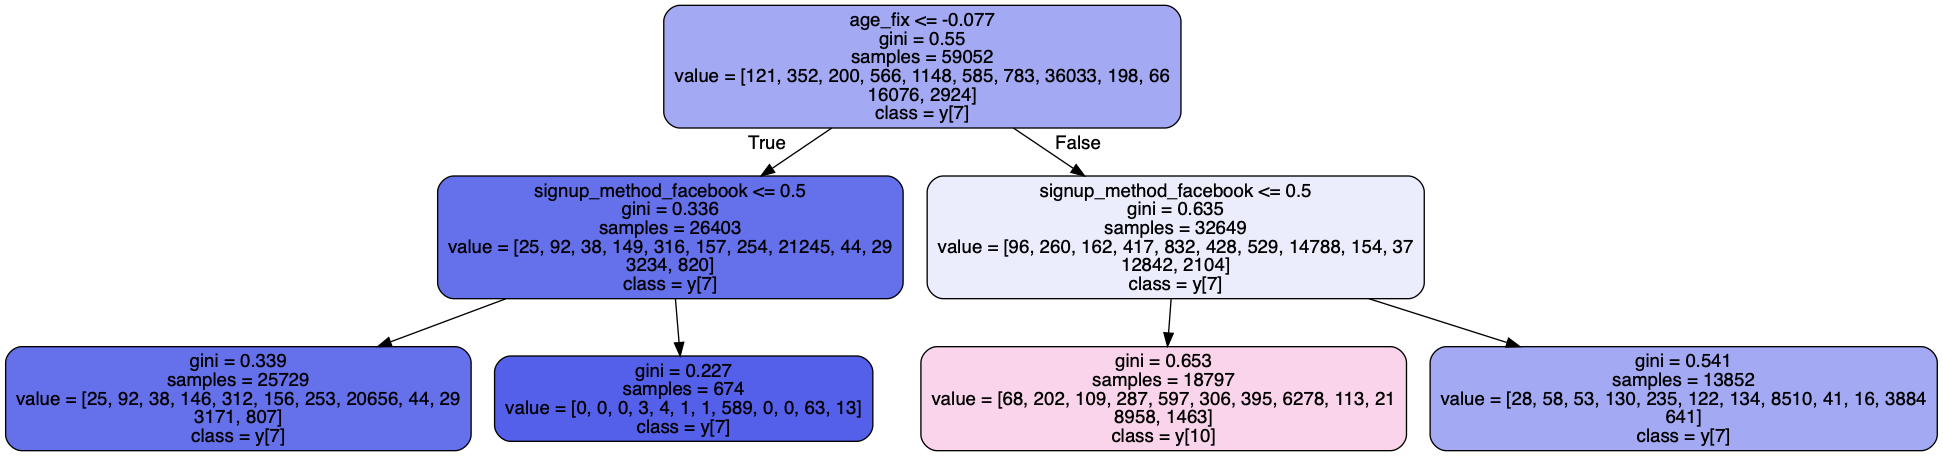 age_fix <= -0.077
gini = 0.55
samples = 59052
value = [121, 352, 200, 566, 1148, 585, 783, 36033, 198, 66
16076, 2924]
class = y[7]
True
False
signup_method_facebook <= 0.5
gini = 0.336
samples = 26403
value = [25, 92, 38, 149, 316, 157, 254, 21245, 44, 29
3234, 820]
class = y[7]
signup_method_facebook <= 0.5
gini = 0.635
samples = 32649
value = [96, 260, 162, 417, 832, 428, 529, 14788, 154, 37
12842, 2104]
class = y[7]
gini = 0.339
samples = 25729
value = [25, 92, 38, 146, 312, 156, 253, 20656, 44, 29
3171, 807]
class = y[7]
gini = 0.227
samples = 674
value = [0, 0, 0, 3, 4, 1, 1, 589, 0, 0, 63, 13]
class = y[7]
gini = 0.653
samples = 18797
value = [68, 202, 109, 287, 597, 306, 395, 6278, 113, 21
8958, 1463]
class = y[10]
gini = 0.541
samples = 13852
value = [28, 58, 53, 130, 235, 122, 134, 8510, 41, 16, 3884
641]
class = y[7]